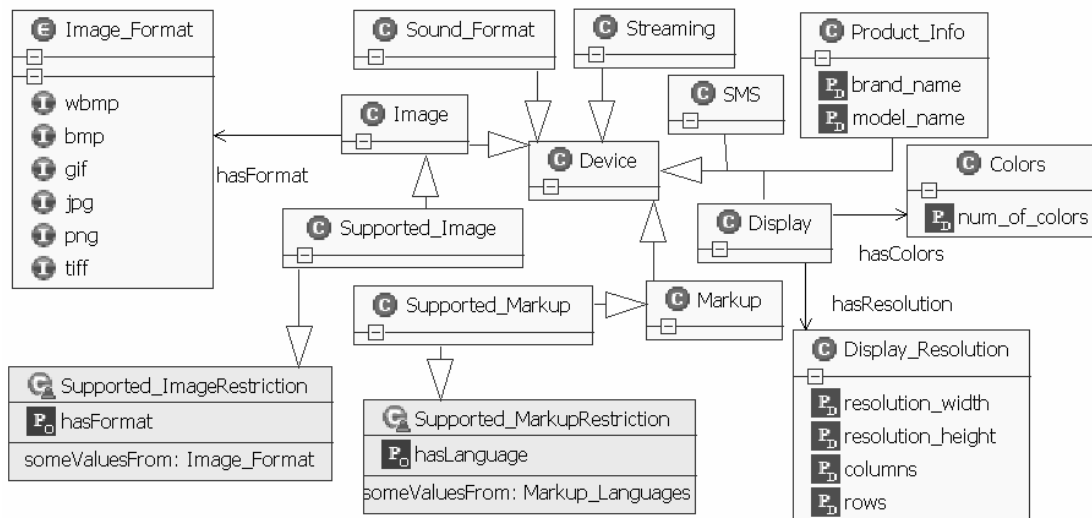 Image_Format
wbmp
bmp
gif
jpg
png
tiff
Sound_Format
Streaming
Product_Info
brand_name
model_name
SMS
Image
hasFormat
Device
Colors
num_of_colors
Supported_Image
Display
hasColors
Supported_Markup
Markup
hasResolution
Display_Resolution
resolution_width
resolution_height
columns
rows
Supported_ImageRestriction
hasFormat
someValuesFrom: Image_Format
Supported_MarkupRestriction
hasLanguage
someValuesFrom: Markup_Languages